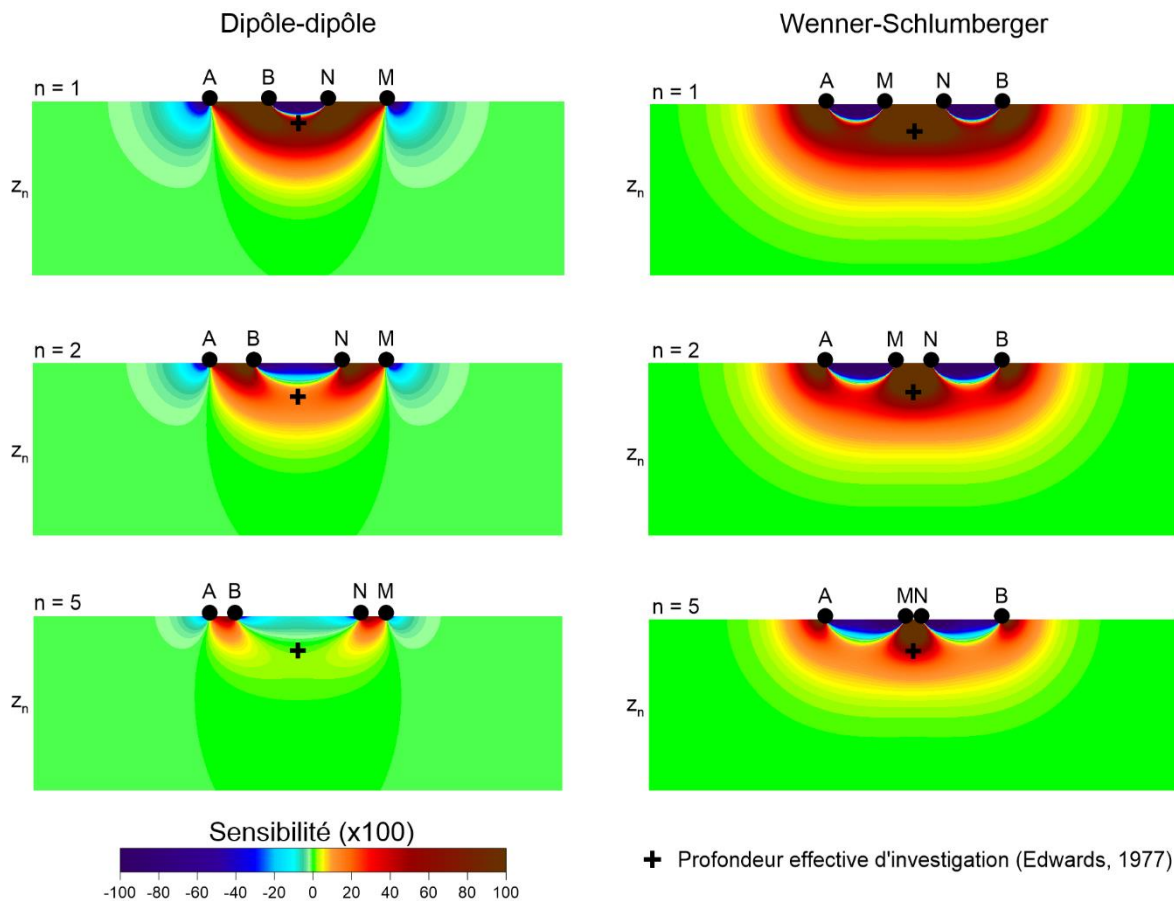 Dipôle-dipôle
n = 1
A B N M
z_n
n = 2
A B N M
z_n
n = 5
A B N M
z_n
Sensibilité (x100)
-100 -80 -60 -40 -20 0 20 40 60 80 100
Wenner-Schlumberger
n = 1
A M N B
z_n
n = 2
A M N B
z_n
n = 5
A MN B
z_n
Profondeur effective d'investigation (Edwards, 1977)